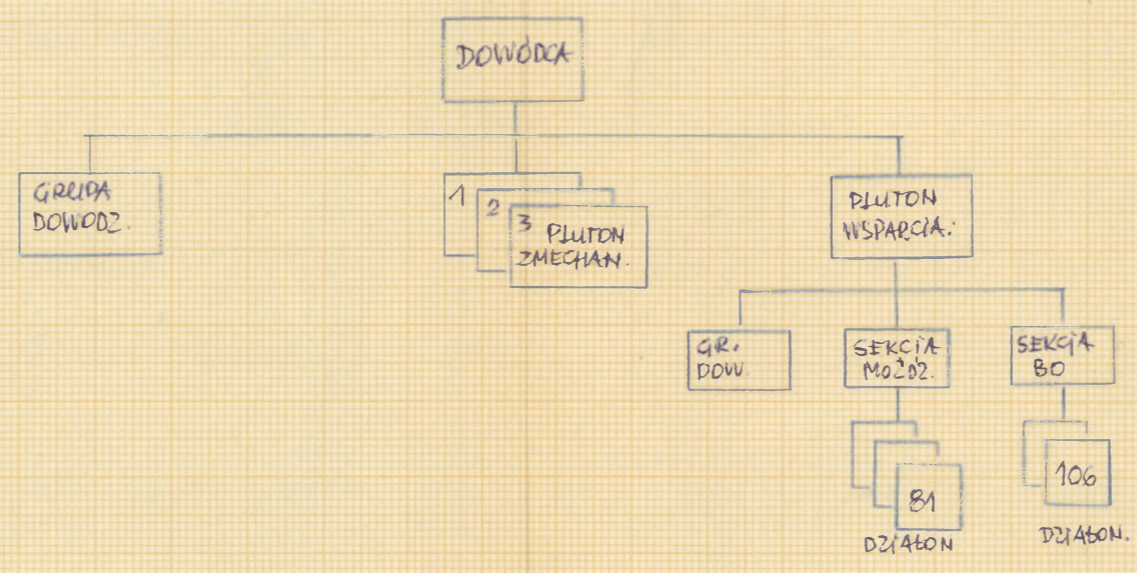 DOWÓDCA
GRUPA
DOWODZ.
1
2
3 PLUTON
ZMECHAN.
PLUTON
WSPARCIA.
GR.
DOW.
SEKCJA
MOŹDZ.
SEKCJA
BO
81
DZIAŁON
106
DZIAŁON.